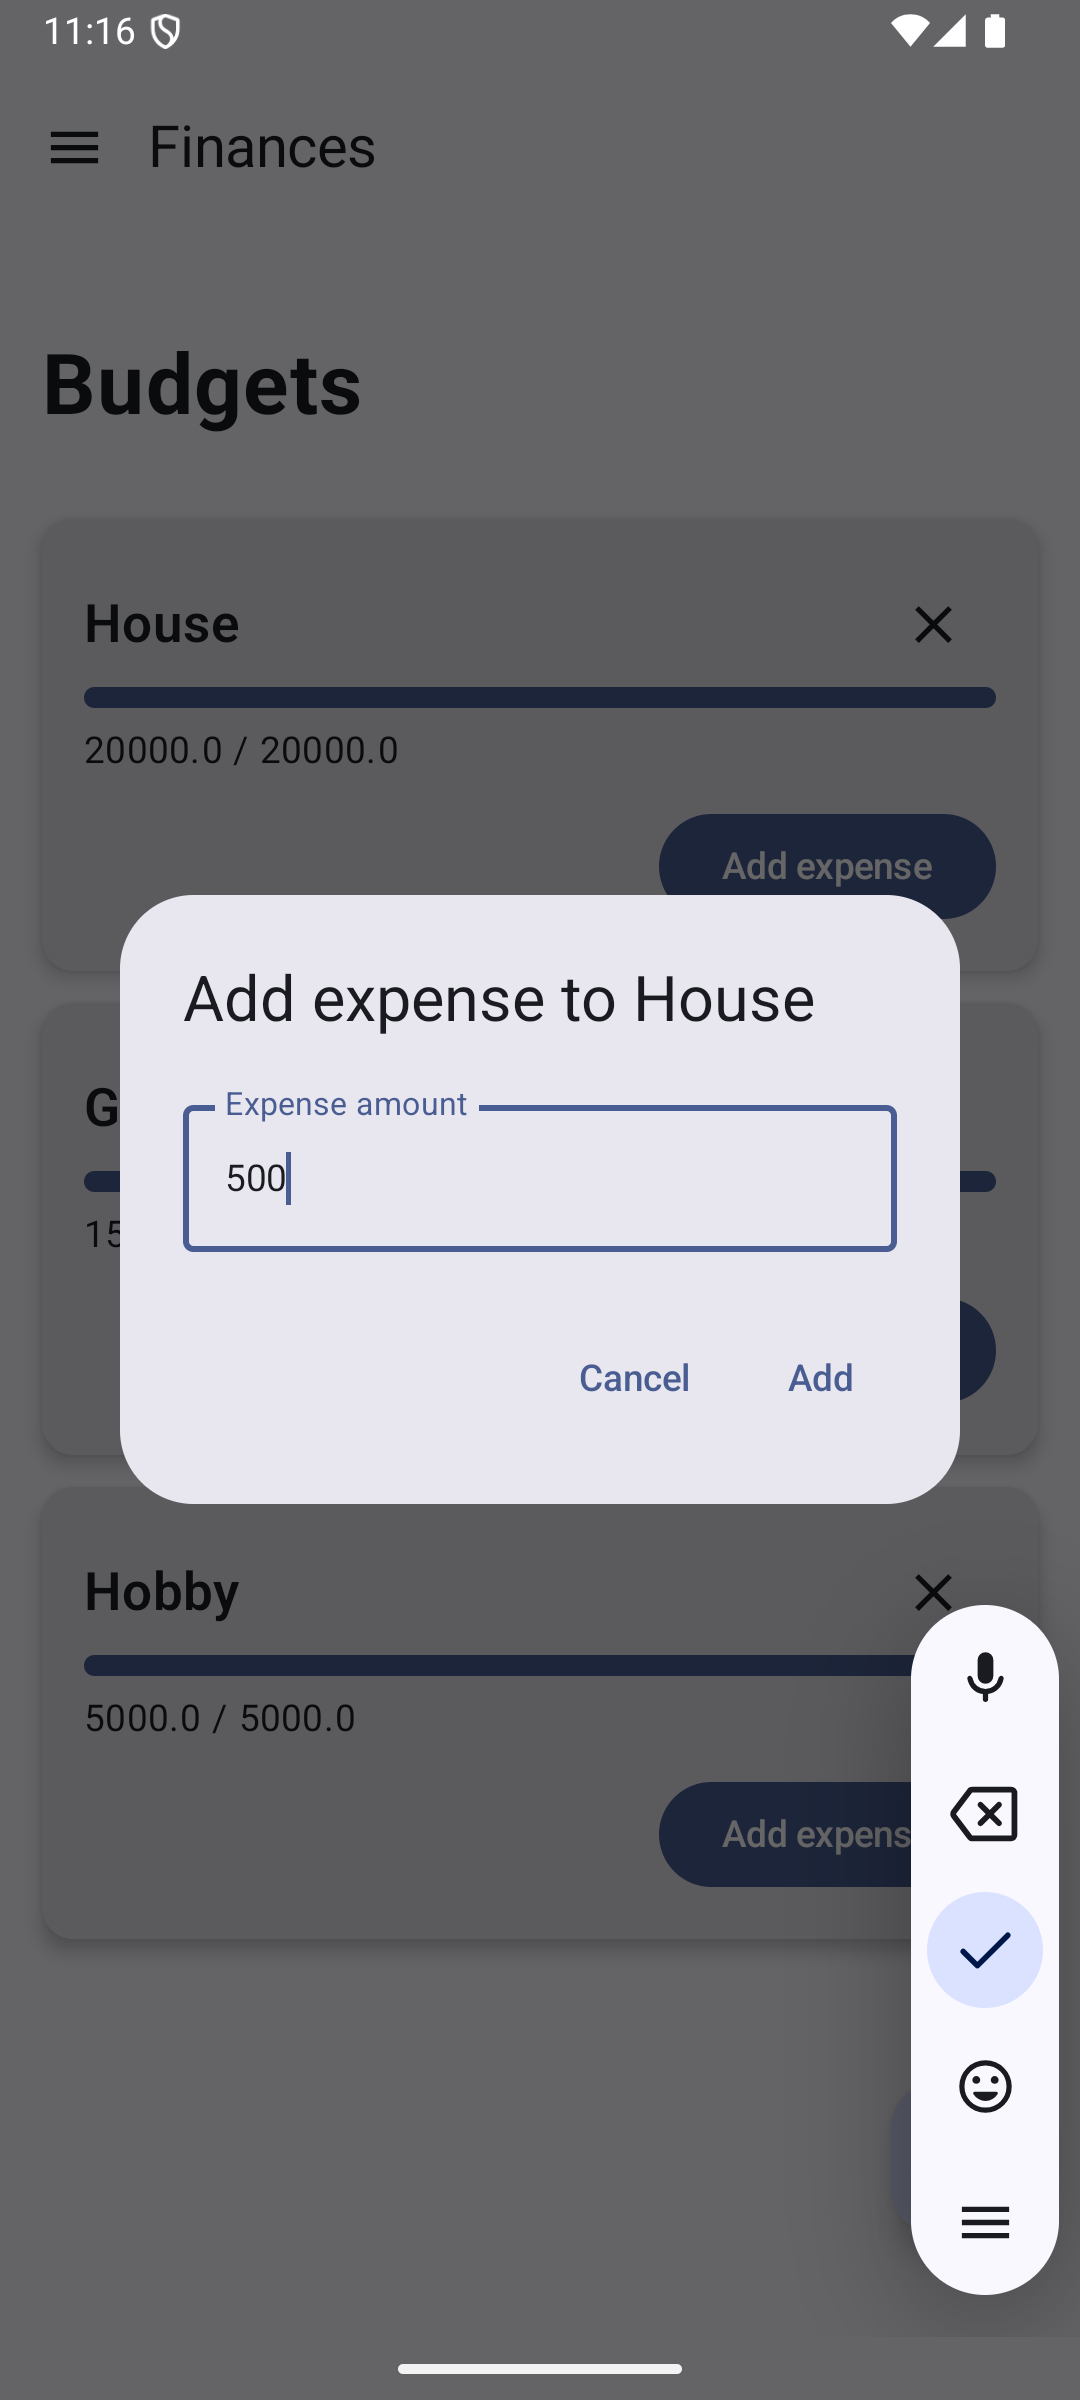 11:16
Finances
Budgets
House
20000.0 / 20000.0
Add expense
Add expense to House
Expense amount
500
Cancel
Add
G
15
Hobby
5000.0 / 5000.0
Add expens